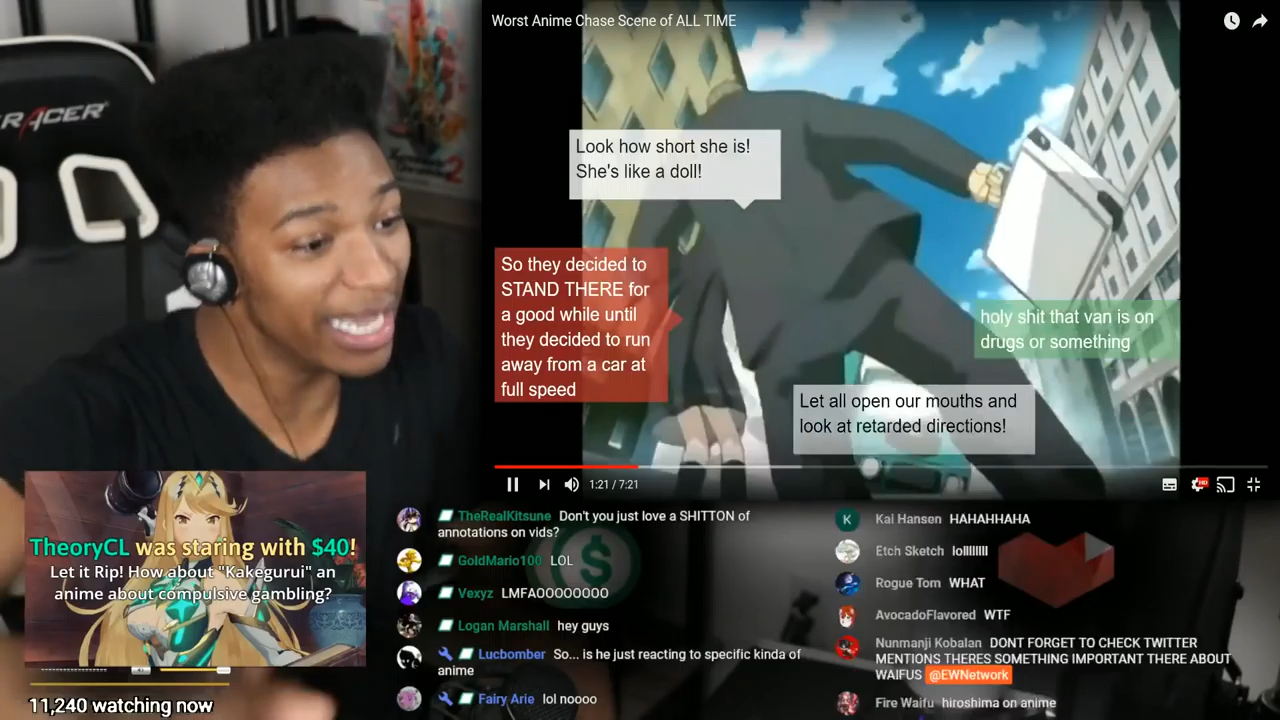 RACER
2
Worst Anime Chase Scene of ALL TIME
Look how short she is!
She's like a doll!
So they decided to
STAND THERE for
a good while until
they decided to run
away from a car at
full speed
holy shit that van is on
drugs or something
Let all open our mouths and
look at retarded directions!
1:21 / 7:21
HD
TheoryCL was staring with $40!
Let it Rip! How about "Kakegurui" an
anime about compulsive gambling?
11,240 watching now
TheRealKitsune Don't you just love a SHITTON of
annotations on vids?
GoldMario100 LOL
Vexyz LMFAOOOOOOOO
Logan Marshall hey guys
Lucbomber So... is he just reacting to specific kinda of
anime
Fairy Arie lol noooo
$
K
Kai Hansen HAHAHHAHA
Etch Sketch lollllllll
Rogue Tom WHAT
AvocadoFlavored WTF
Nunmanji Kobalan DONT FORGET TO CHECK TWITTER
MENTIONS THERES SOMETHING IMPORTANT THERE ABOUT
WAIFUS @EWNetwork
Fire Waifu hiroshima on anime